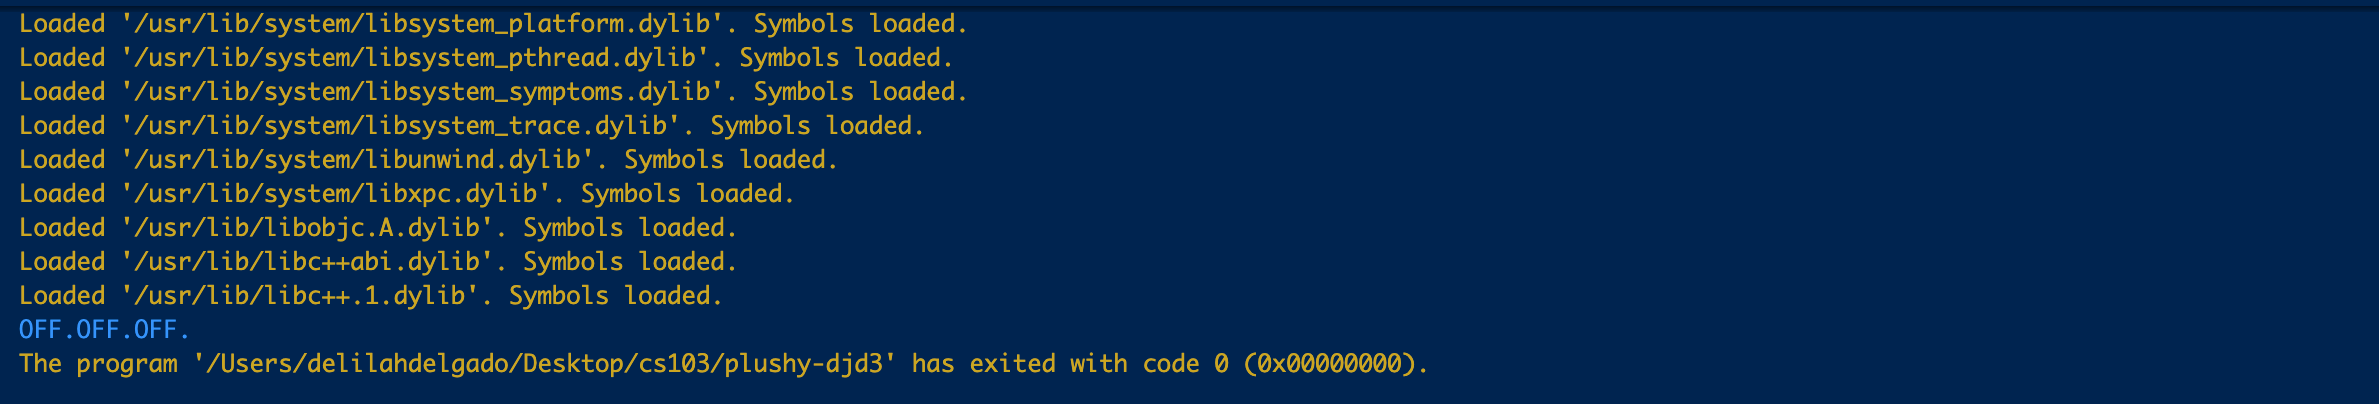 Loaded '/usr/lib/system/libsystem_platform.dylib'. Symbols loaded.
Loaded '/usr/lib/system/libsystem_pthread.dylib'. Symbols loaded.
Loaded '/usr/lib/system/libsystem_symptoms.dylib'. Symbols loaded.
Loaded '/usr/lib/system/libsystem_trace.dylib'. Symbols loaded.
Loaded '/usr/lib/system/libunwind.dylib'. Symbols loaded.
Loaded '/usr/lib/system/libxpc.dylib'. Symbols loaded.
Loaded '/usr/lib/libobjc.A.dylib'. Symbols loaded.
Loaded '/usr/lib/libc++abi.dylib'. Symbols loaded.
Loaded '/usr/lib/libc++.1.dylib'. Symbols loaded.
OFF.OFF.OFF.
The program '/Users/delilahdelgado/Desktop/cs103/plushy-djd3' has exited with code 0 (0x00000000).